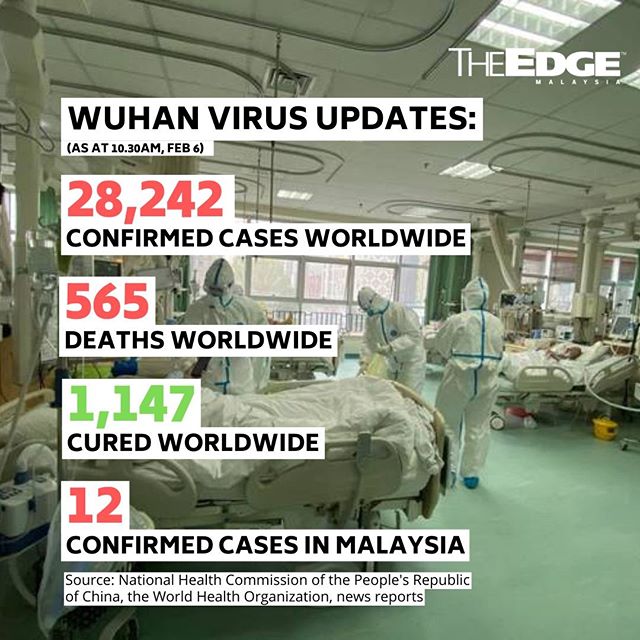 THEEDGE™
MALAYSIA
WUHAN VIRUS UPDATES:
(AS AT 10.30AM, FEB 6)
28,242
CONFIRMED CASES WORLDWIDE
565
DEATHS WORLDWIDE
1,147
CURED WORLDWIDE
12
CONFIRMED CASES IN MALAYSIA
Source: National Health Commission of the People's Republic
of China, the World Health Organization, news reports